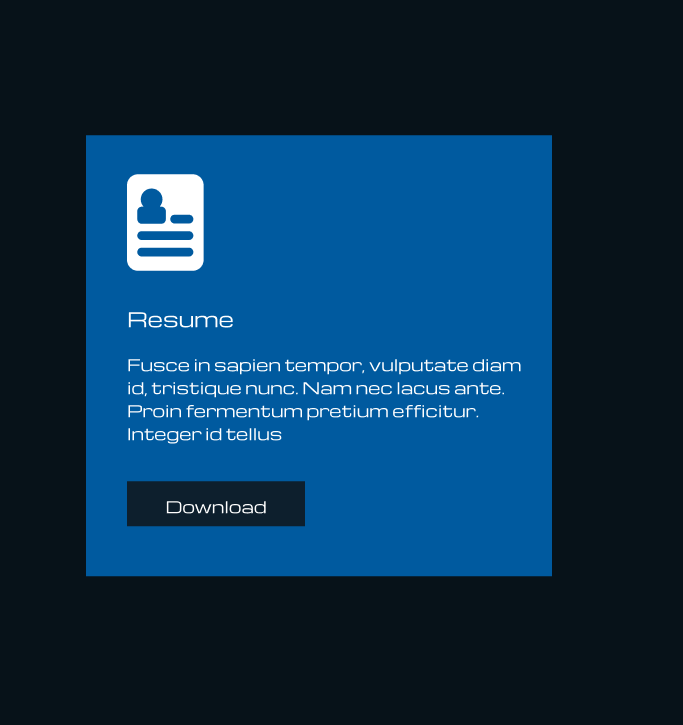 Resume
Fusce in sapien tempor, vulputate diam
id, tristique nunc. Nam nec lacus ante.
Proin fermentum pretium efficitur.
Integer id tellus
Download